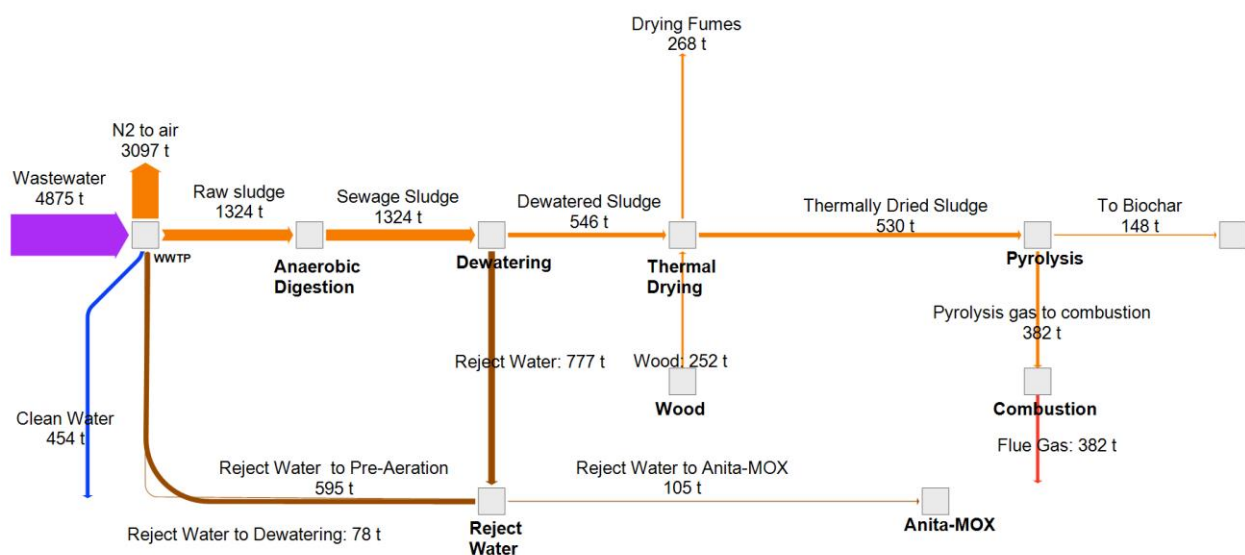 Drying Fumes
268 t
N2 to air
3097 t
Wastewater
4875 t
Raw sludge
1324 t
Sewage Sludge
1324 t
Dewatered Sludge
546 t
Thermally Dried Sludge
530 t
To Biochar
148 t
WWTP
Anaerobic
Digestion
Dewatering
Thermal
Drying
Pyrolysis
Pyrolysis gas to combustion
382 t
Reject Water: 777 t
Wood: 252 t
Wood
Combustion
Clean Water
454 t
Flue Gas: 382 t
Reject Water to Pre-Aeration
595 t
Reject Water to Anita-MOX
105 t
Reject Water to Dewatering: 78 t
Reject
Water
Anita-MOX